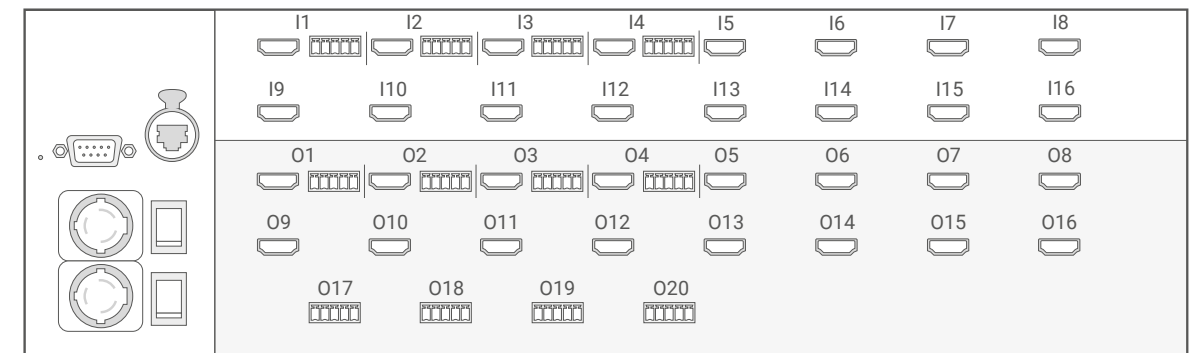 I1 I2 I3 I4 I5 I6 I7 I8
I9 I10 I11 I12 I13 I14 I15 I16
O1 O2 O3 O4 O5 O6 O7 O8
O9 O10 O11 O12 O13 O14 O15 O16
O17 O18 O19 O20